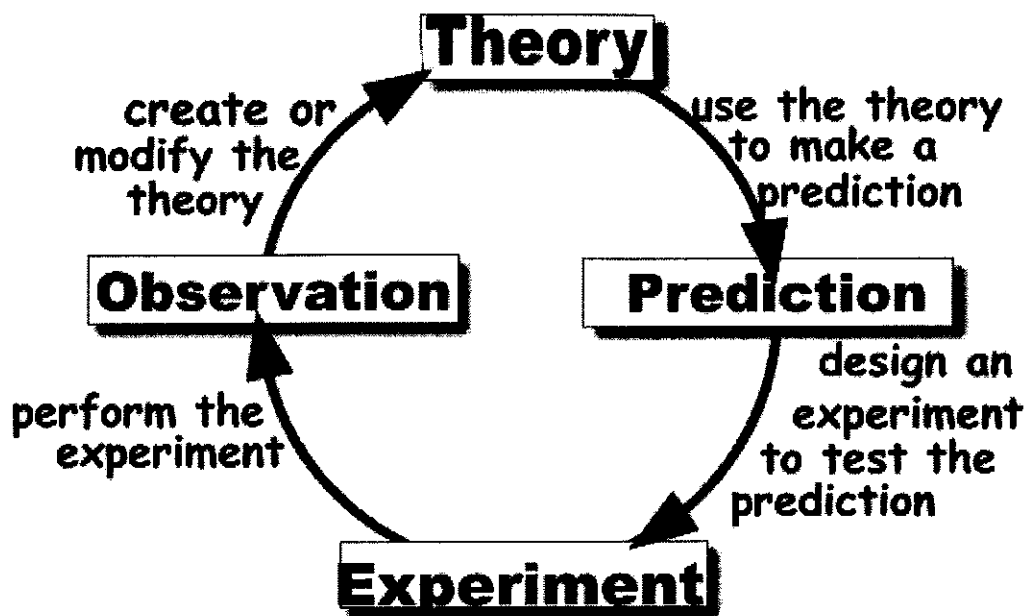 Theory
create or
modify the
theory
use the theory
to make a
prediction
Observation
Prediction
perform the
experiment
design an
experiment
to test the
prediction
Experiment